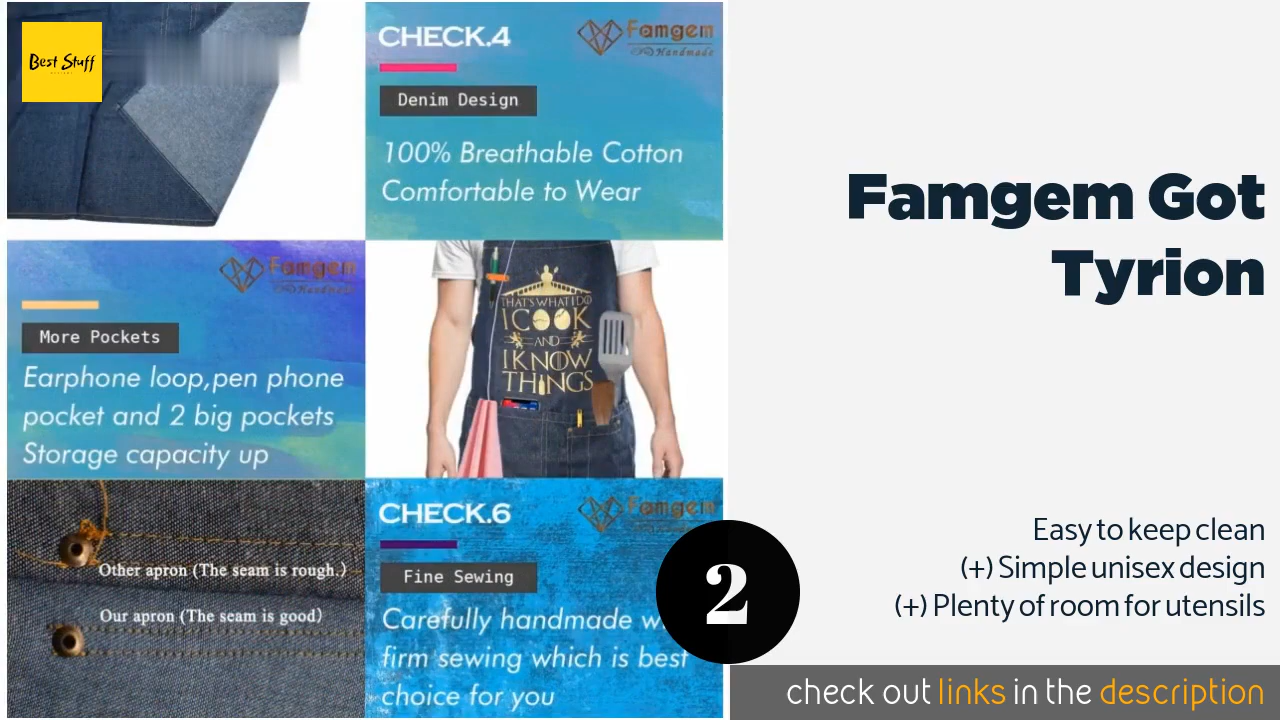 Best Stuff
CHECK.4
Famgem
Handmade
Denim Design
100% Breathable Cotton
Comfortable to Wear
Famgem
Handmade
More Pockets
Earphone loop,pen phone
pocket and 2 big pockets
Storage capacity up
THAT'S WHAT I DO
I COOK
AND
I KNOW
THINGS
Other apron (The seam is rough.)
Our apron (The seam is good)
CHECK.6
Famgem
Fine Sewing
Carefully handmade
firm sewing which is best
choice for you
2
Famgem Got
Tyrion
Easy to keep clean
(+) Simple unisex design
(+) Plenty of room for utensils
check out links in the description